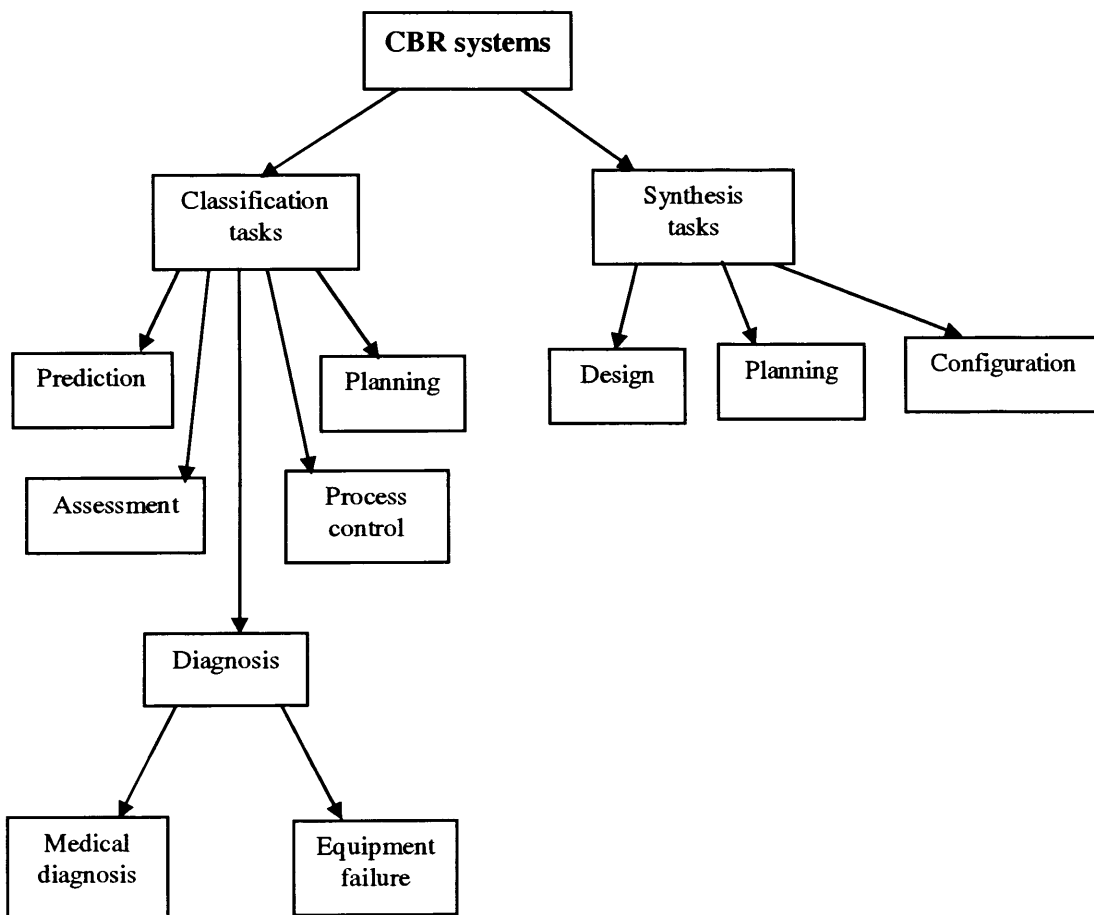 CBR systems
Classification
tasks
Synthesis
tasks
Prediction
Planning
Design
Planning
Configuration
Assessment
Process
control
Diagnosis
Medical
diagnosis
Equipment
failure